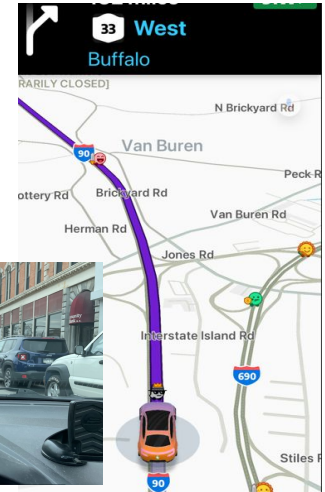 33 West
Buffalo
RARILY CLOSED]
N Brickyard Rd
Van Buren
90
Peck R
ottery Rd
Brickyard Rd
Van Buren Rd
Herman Rd
Jones Rd
Interstate Island Rd
690
Stiles
90